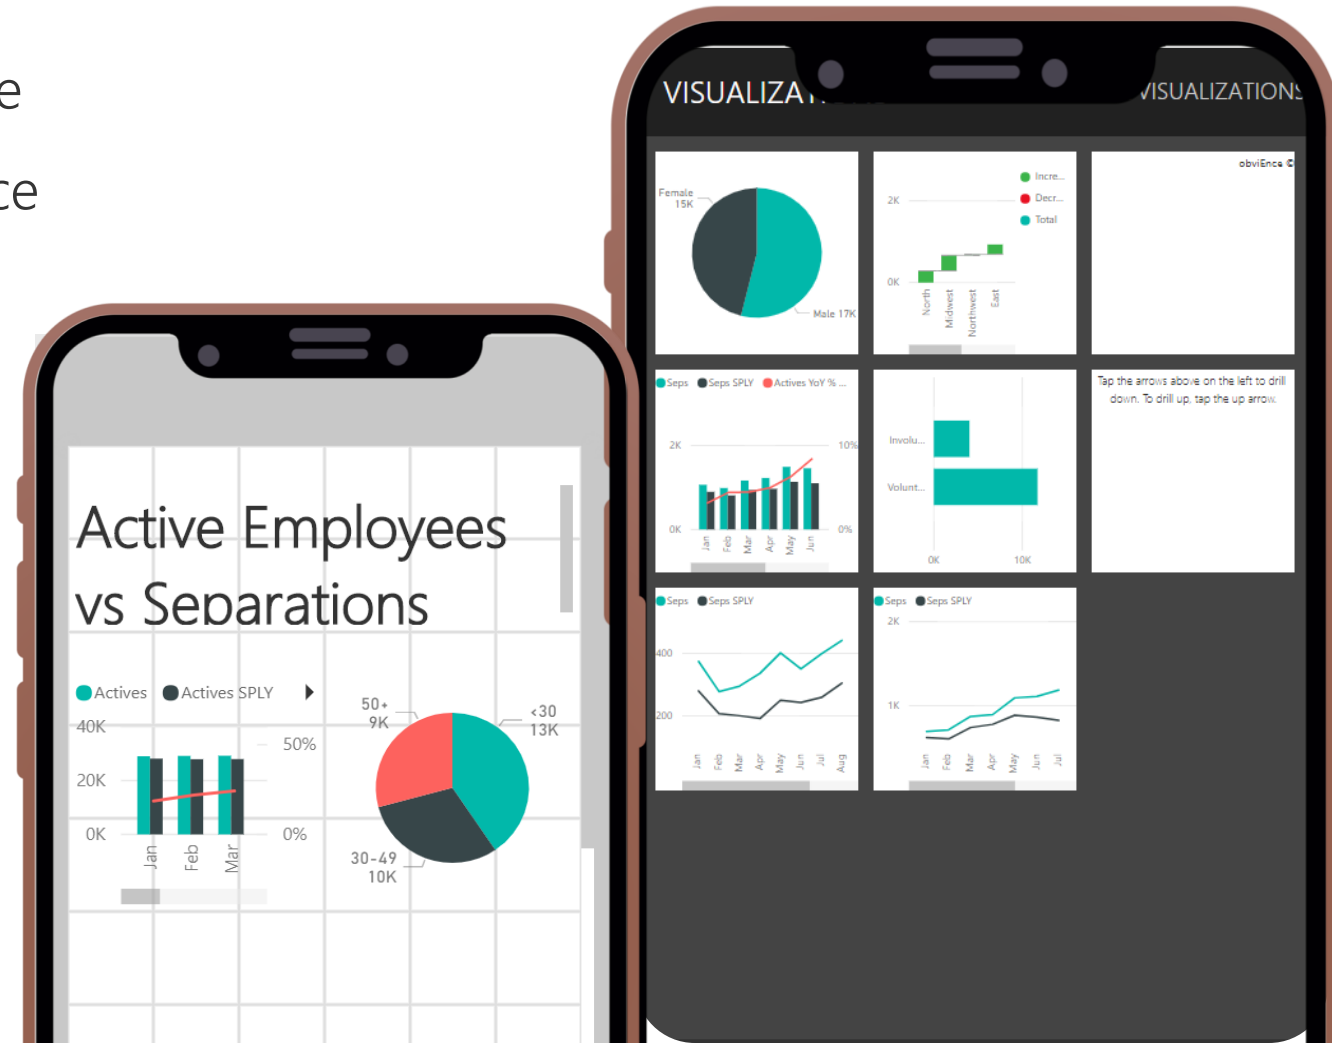 e
ce
Active Employees
vs Separations
Actives Actives SPLY
40K
20K
0K
50%
0%
Jan
Feb
Mar
50+
9K
<30
13K
30-49
10K
VISUALIZA
VISUALIZATIONS
Female
15K
Male 17K
2K
0K
Incre...
Decr...
Total
North
Midwest
Northwest
East
obviEnce ©
Seps Seps SPLY Actives YoY % ...
2K
0K
10%
0%
Jan
Feb
Mar
Apr
May
Jun
Involu...
Volunt...
0K
10K
Tap the arrows above on the left to drill
down. To drill up, tap the up arrow.
Seps Seps SPLY
400
200
Jan
Feb
Mar
Apr
May
Jun
Jul
Aug
Seps Seps SPLY
2K
1K
Jan
Feb
Mar
Apr
May
Jun
Jul